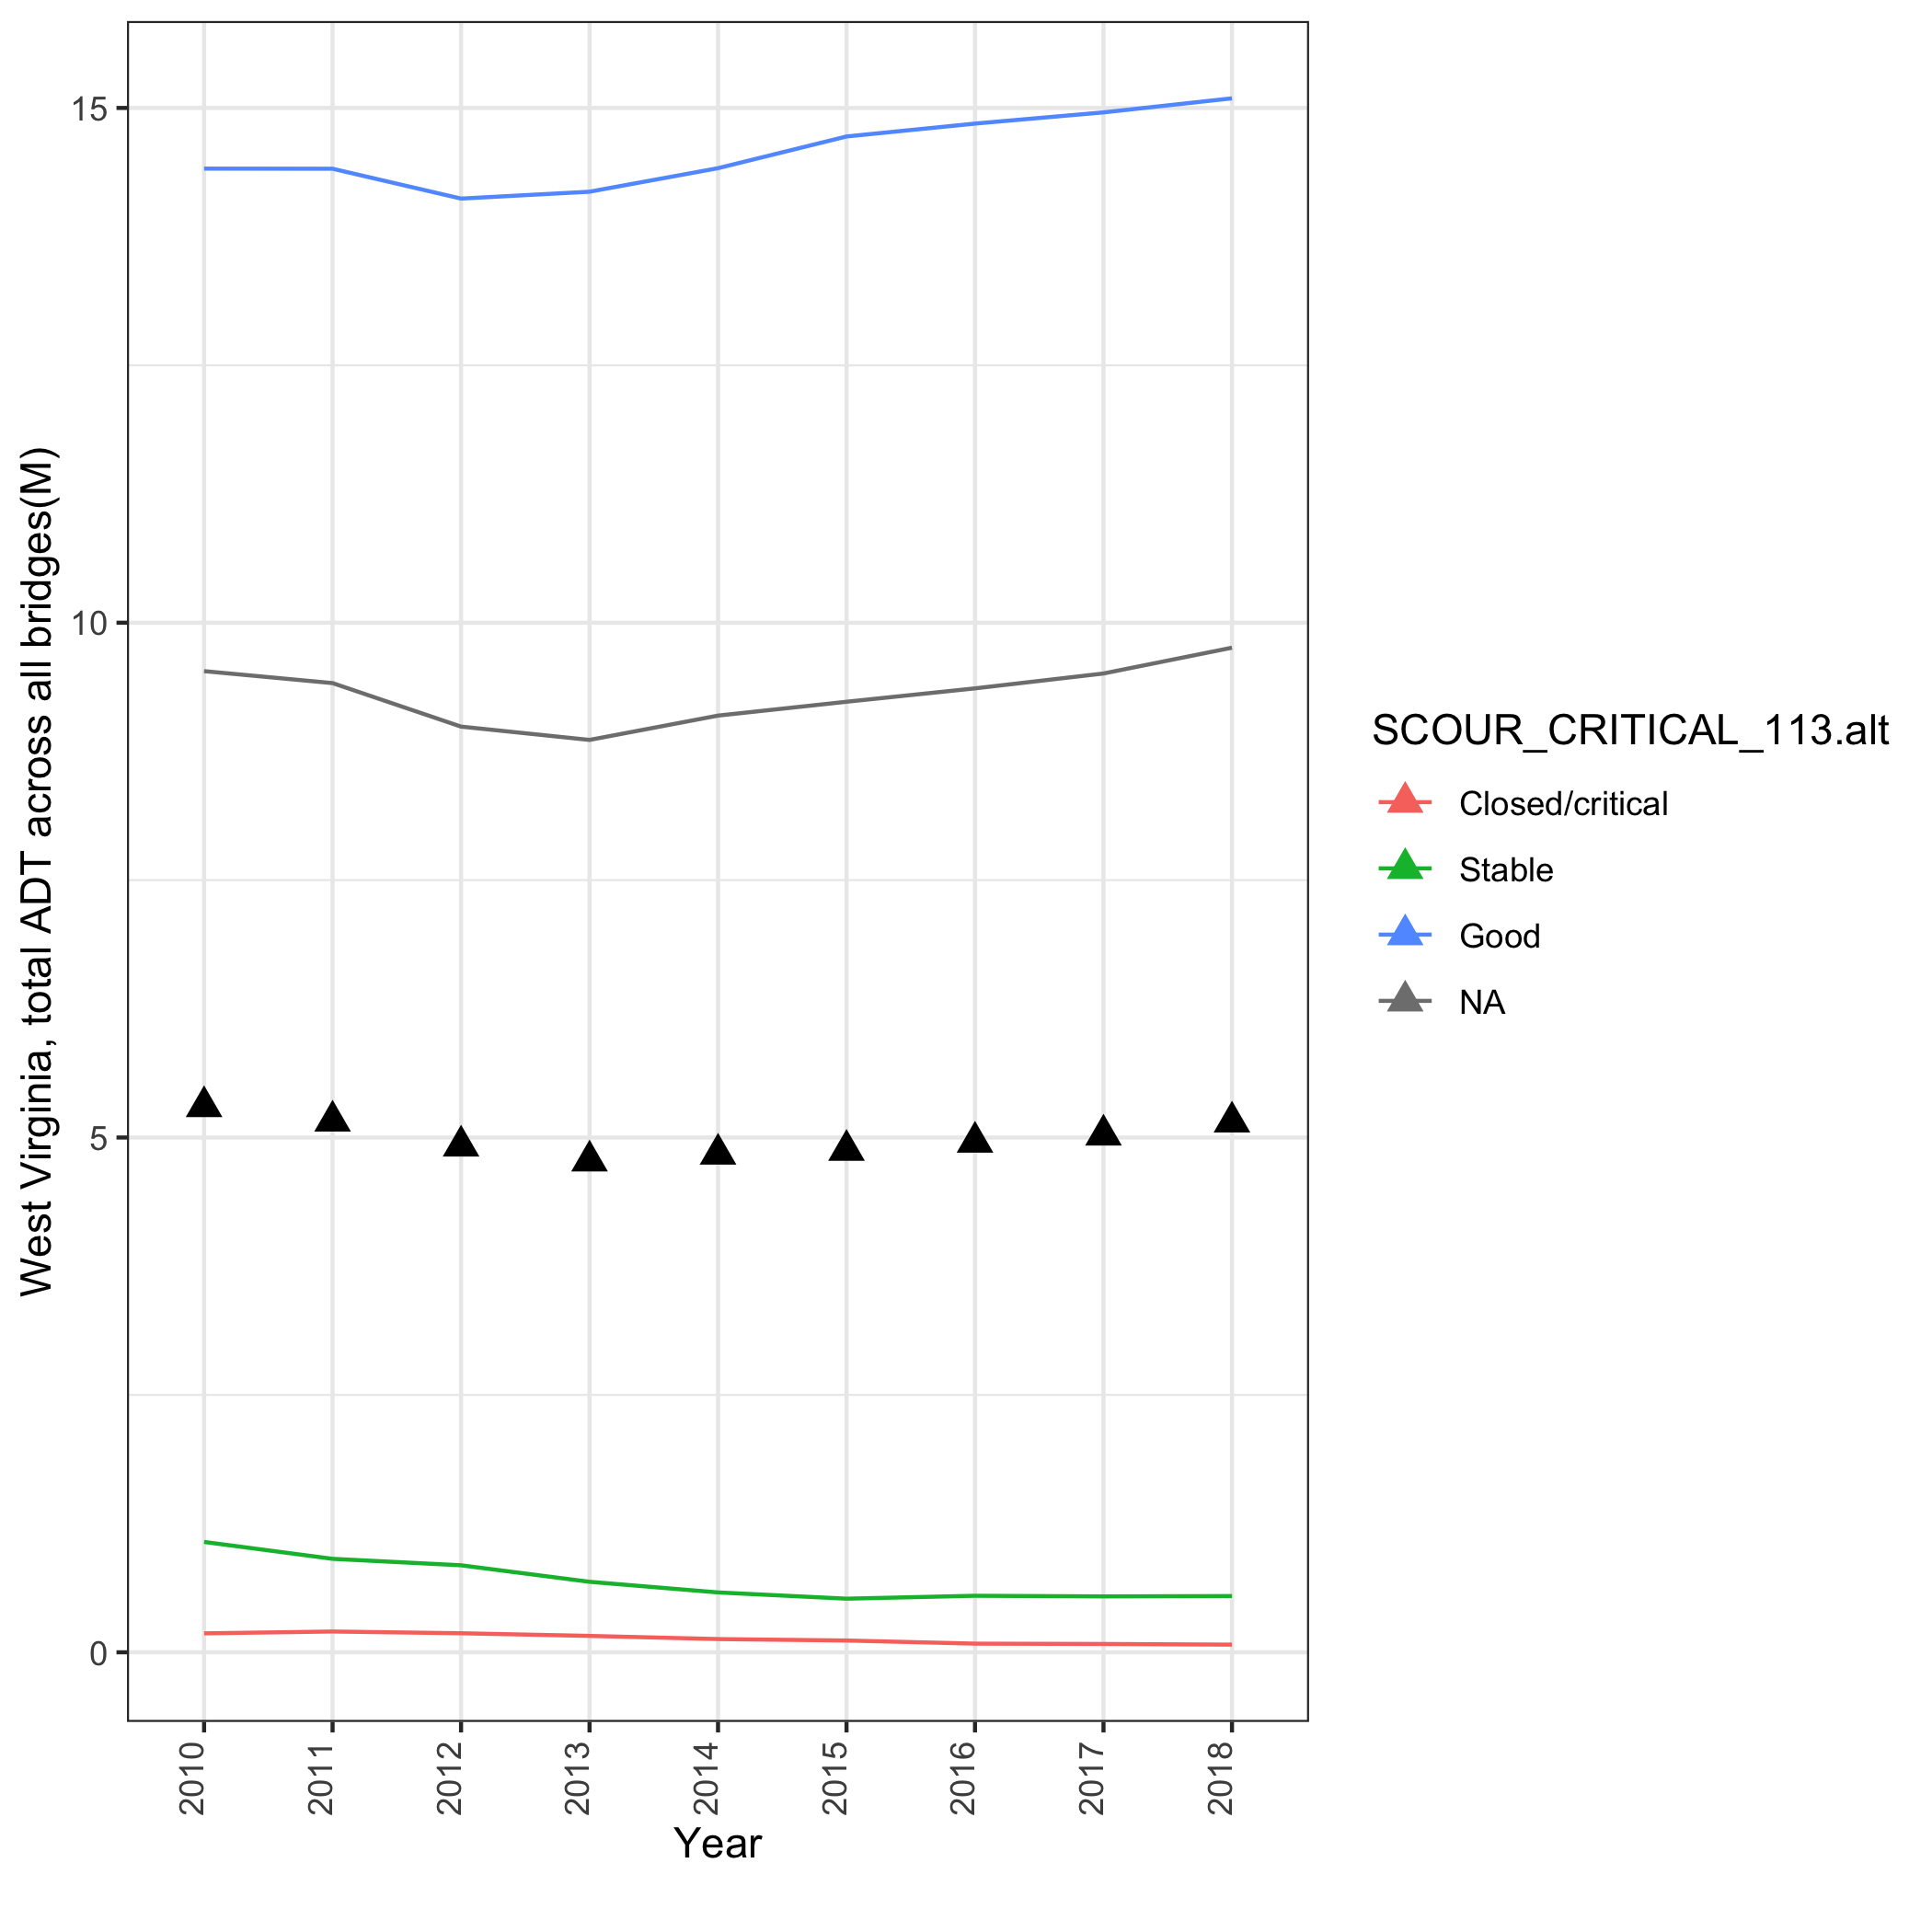 West Virginia, total ADT across all bridges(M)
15
10
5
0
2010
2011
2012
2013
2014
2015
2016
2017
2018
Year
SCOUR_CRITICAL_113.alt
Closed/critical
Stable
Good
NA